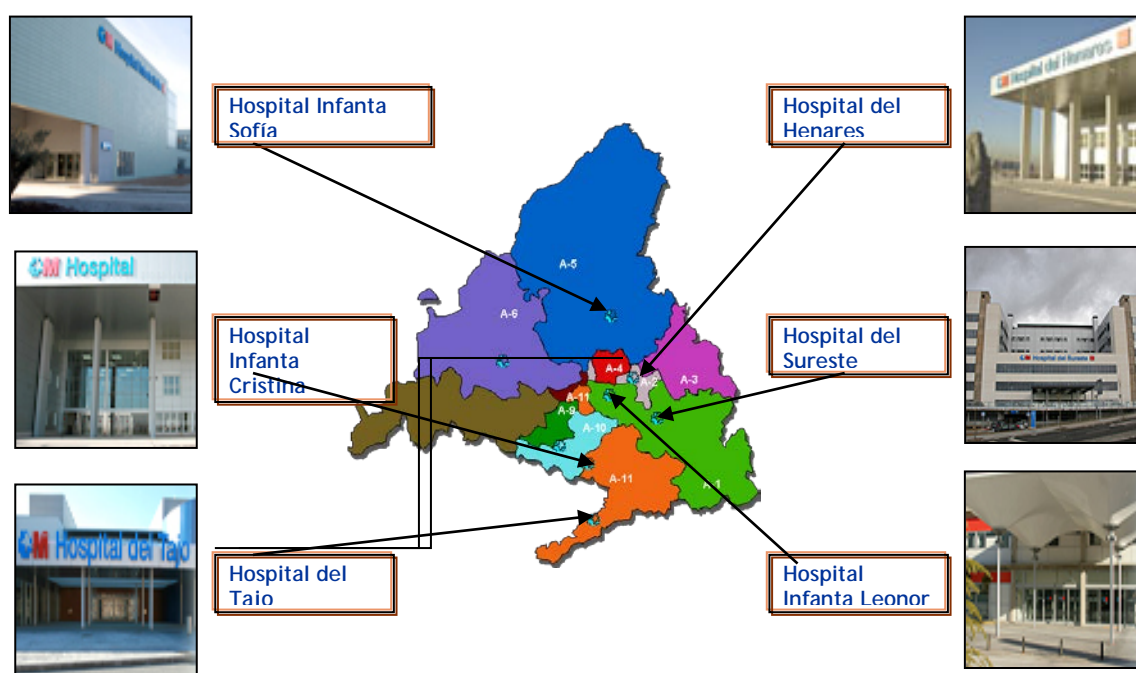 Hospital Infanta
Sofía
Hospital del
Henares
Hospital del Henares
Hospital
Hospital
Infanta
Cristina
Hospital del
Sureste
Hospital del Sureste
Hospital del Tajo
Hospital del
Tajo
Hospital
Infanta Leonor
A-5
A-6
A-4
A-2
A-3
A-11
A-9
A-10
A-11
A-1